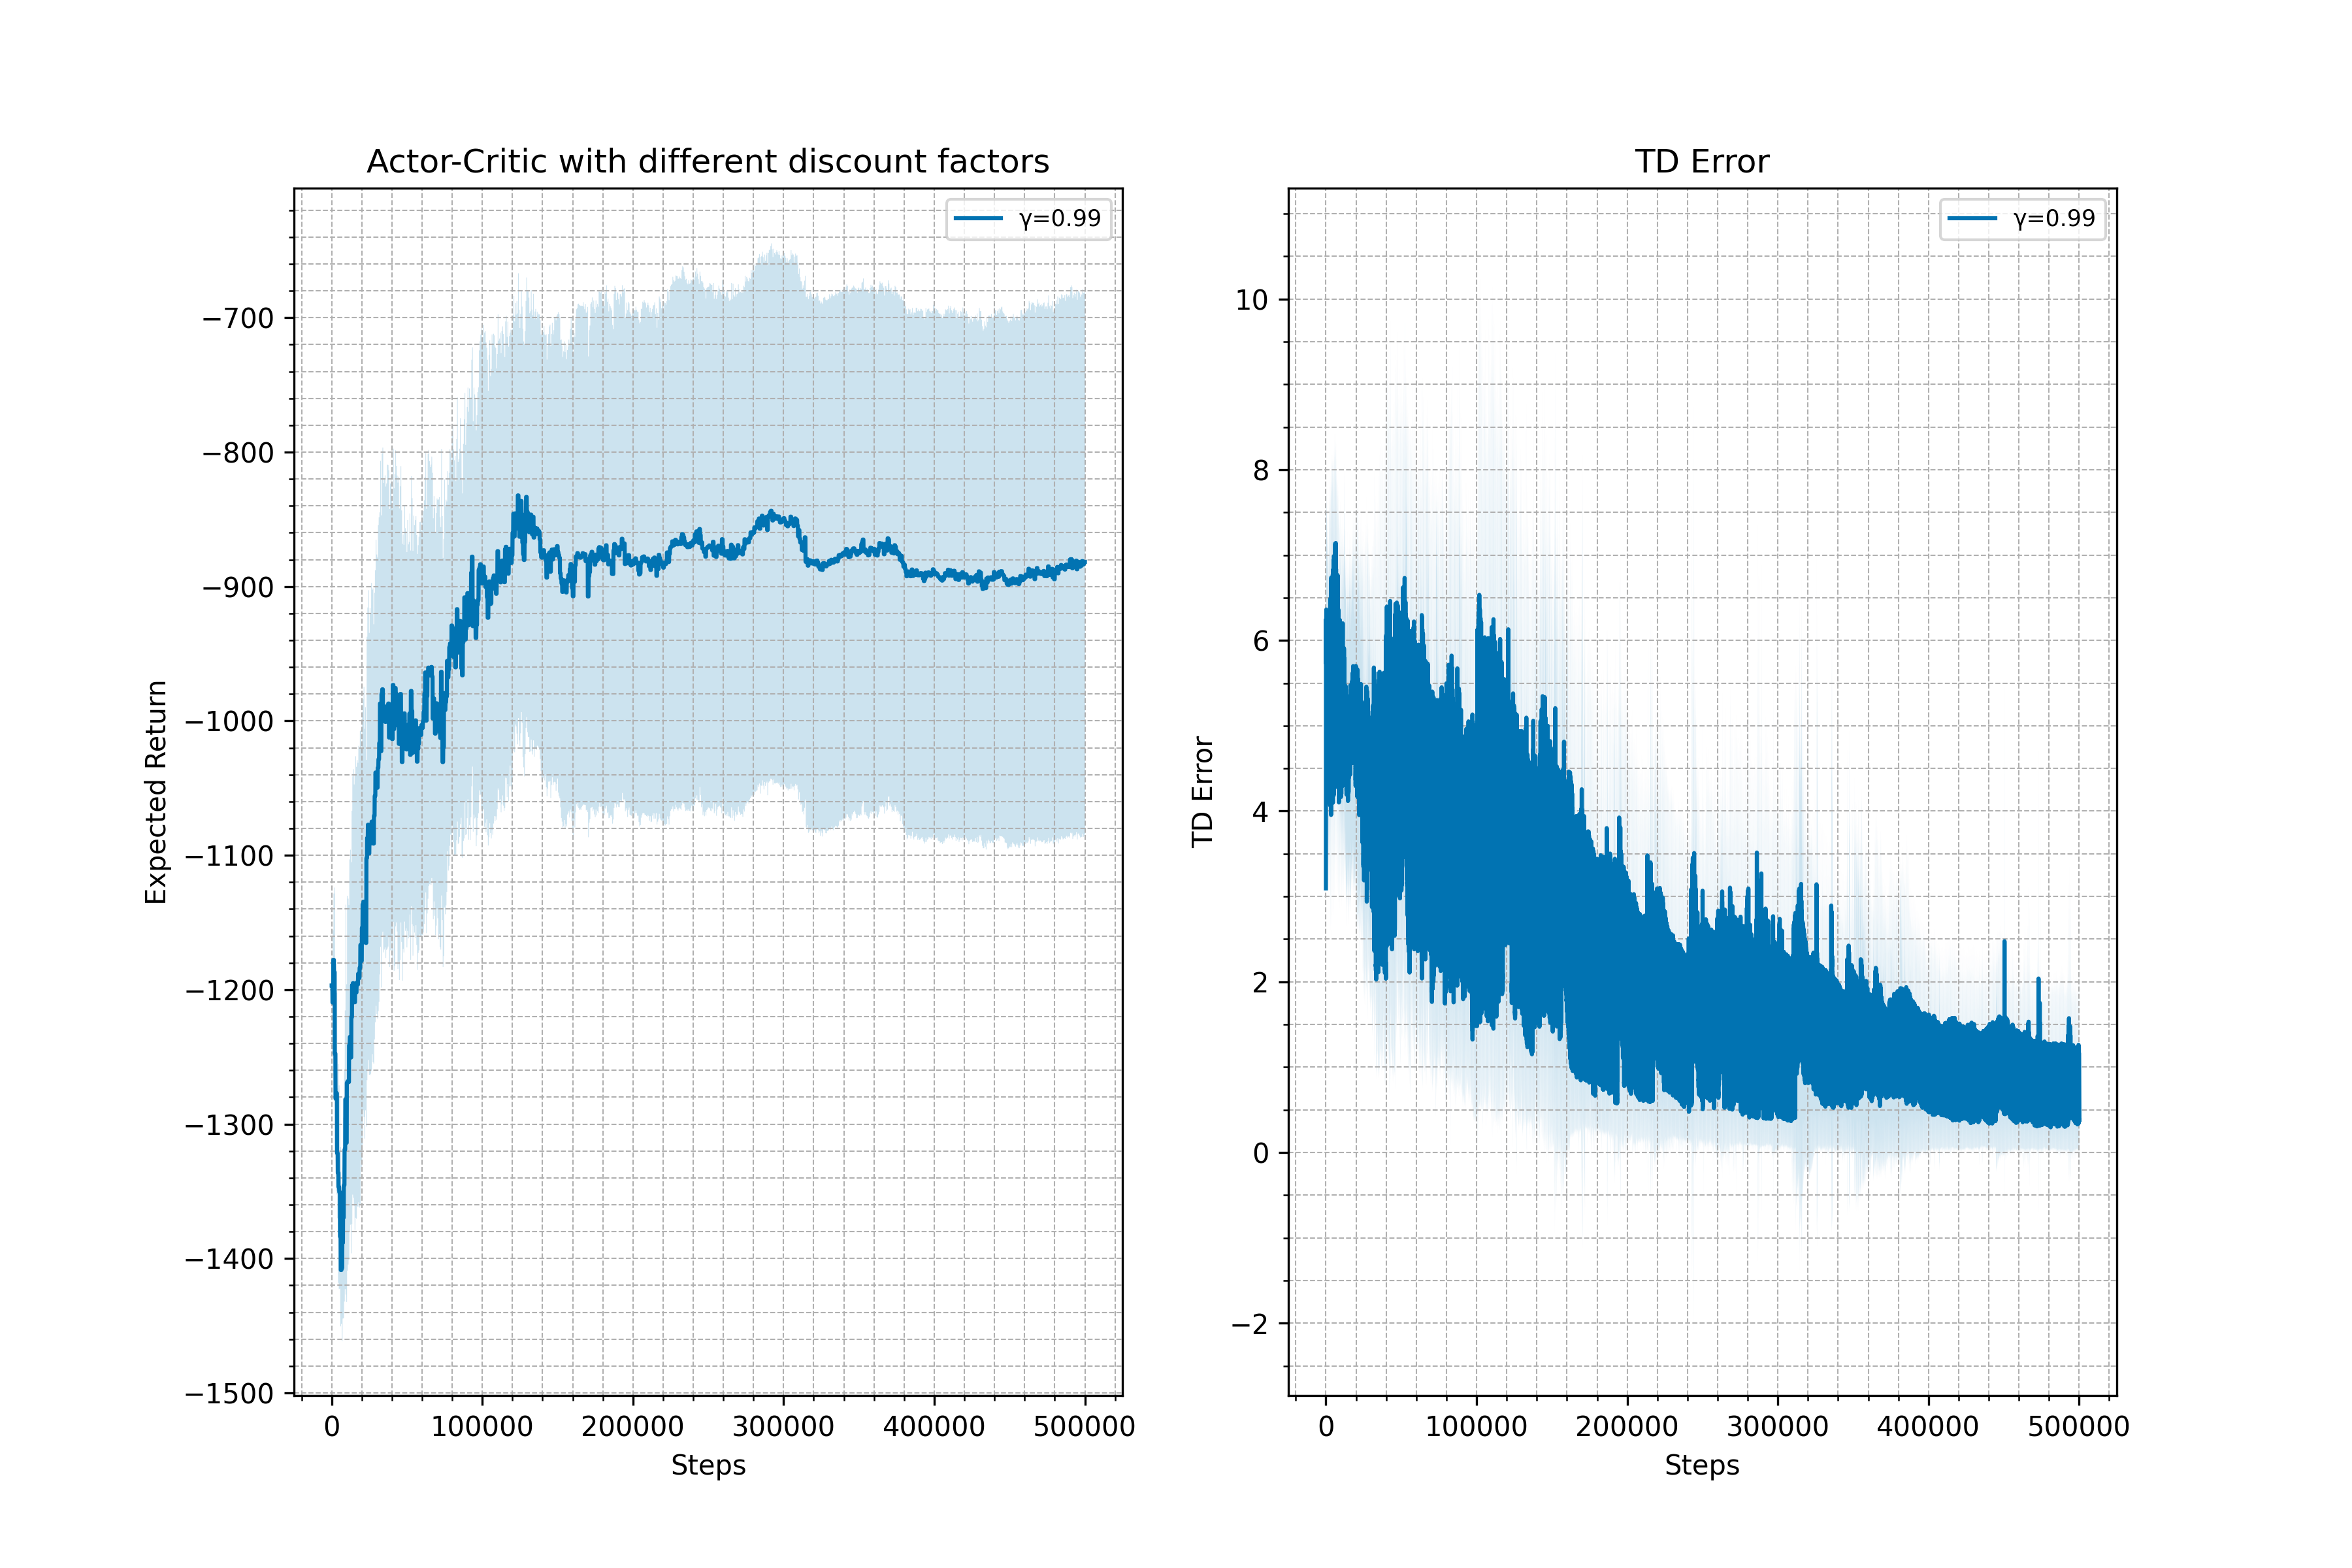 Actor-Critic with different discount factors
γ=0.99
Expected Return
−700
−800
−900
−1000
−1100
−1200
−1300
−1400
−1500
0 100000 200000 300000 400000 500000
Steps
TD Error
γ=0.99
TD Error
10
8
6
4
2
0
−2
0 100000 200000 300000 400000 500000
Steps